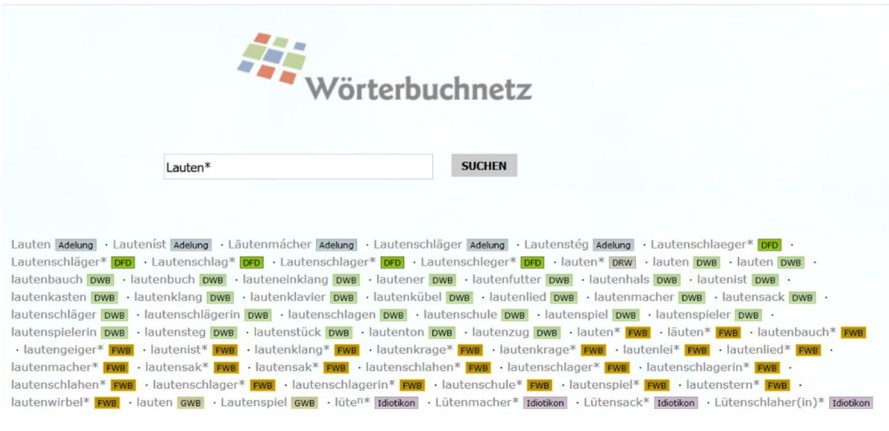 Wörterbuchnetz
Lauten* SUCHEN
Lauten Adelung · Lauteníst Adelung · Läutenmácher Adelung · Lautenschläger Adelung · Lautenstég Adelung · Lautenschlaeger* DFD ·
Lautenschläger* DFD · Lautenschlag* DFD · Lautenschlager* DFD · Lautenschleger* DFD · lauten* DRW · lauten DWB · lauten DWB ·
lautenbauch DWB · lautenbuch DWB · lauteneinklang DWB · lautener DWB · lautenfutter DWB · lautenhals DWB · lautenist DWB ·
lautenkasten DWB · lautenklang DWB · lautenklavier DWB · lautenkübel DWB · lautenlied DWB · lautenmacher DWB · lautensack DWB ·
lautenschläger DWB · lautenschlägerin DWB · lautenschlagen DWB · lautenschule DWB · lautenspiel DWB · lautenspieler DWB ·
lautenspielerin DWB · lautensteg DWB · lautenstück DWB · lautenton DWB · lautenzug DWB · lauten* FWB · läuten* FWB · lautenbauch* FWB
· lautengeiger* FWB · lautenist* FWB · lautenklang* FWB · lautenkrage* FWB · lautenkrage* FWB · lautenlei* FWB · lautenlied* FWB ·
lautenmacher* FWB · lautensak* FWB · lautensak* FWB · lautenschlahen* FWB · lautenschlager* FWB · lautenschlagerin* FWB ·
lautenschlahen* FWB · lautenschlager* FWB · lautenschlagerin* FWB · lautenschule* FWB · lautenspiel* FWB · lautenstern* FWB ·
lautenwirbel* FWB · lauten GWB · Lautenspiel GWB · lüteⁿ* Idiotikon · Lütenmacher* Idiotikon · Lütensack* Idiotikon · Lütenschlaher(in)* Idiotikon